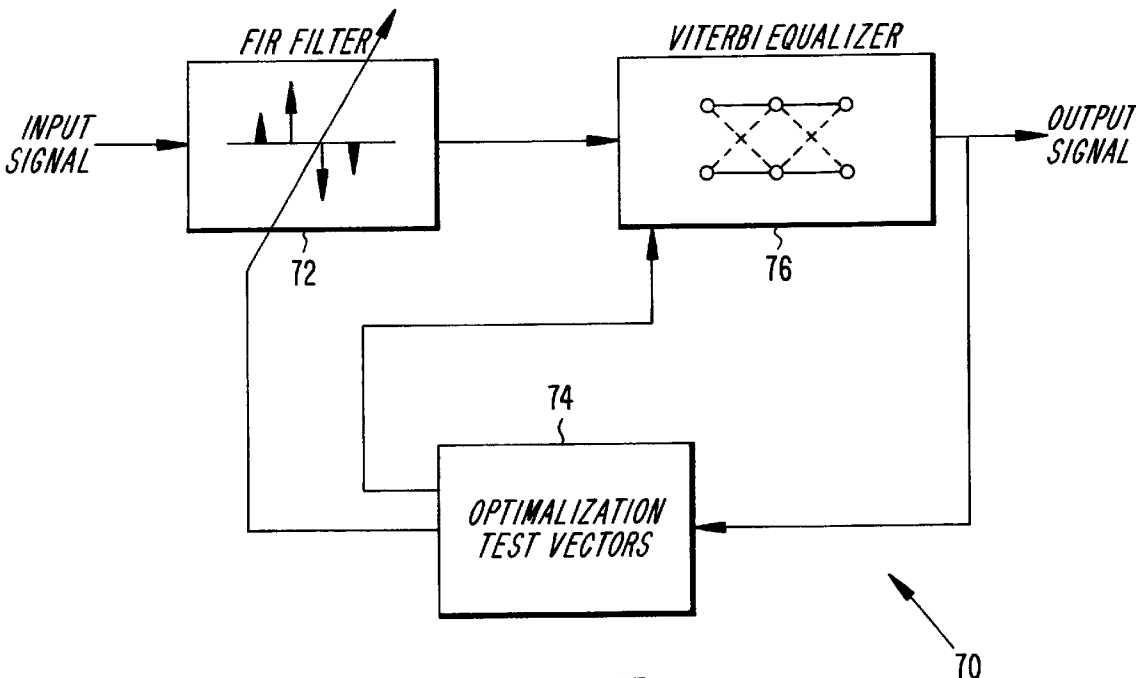 FIR FILTER
VITERBI EQUALIZER
INPUT
SIGNAL
OUTPUT
SIGNAL
72
76
74
OPTIMALIZATION
TEST VECTORS
70